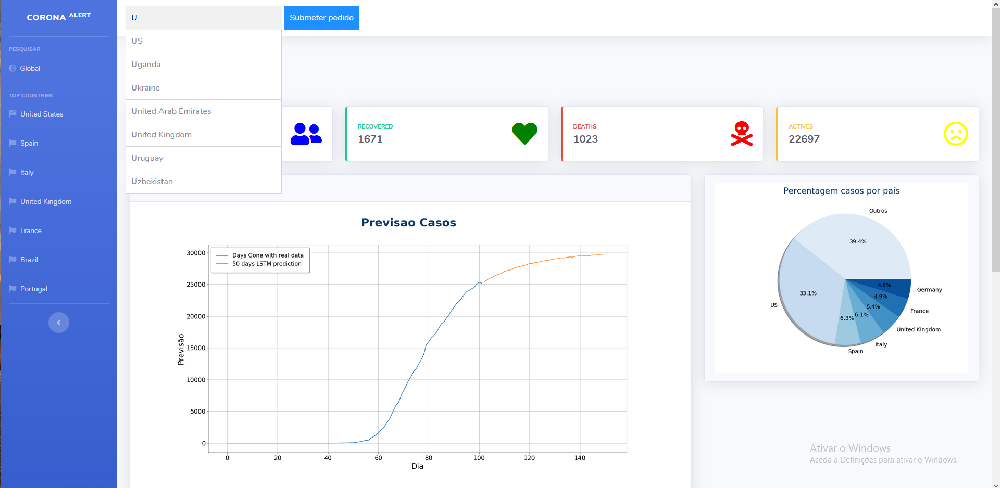 CORONA ALERT
PESQUISAR
Global
TOP COUNTRIES
United States
Spain
Italy
United Kingdom
France
Brazil
Portugal
U
Submeter pedido
US
Uganda
Ukraine
United Arab Emirates
United Kingdom
Uruguay
Uzbekistan
RECOVERED
1671
DEATHS
1023
ACTIVES
22697
Previsao Casos
Days Gone with real data
50 days LSTM prediction
30000
25000
20000
15000
10000
5000
0
Previsão
0 20 40 60 80 100 120 140
Dia
Percentagem casos por país
Outros
39.4%
US
33.1%
Spain
6.3%
Italy
6.1%
United Kingdom
5.4%
France
4.9%
Germany
4.8%
Ativar o Windows
Aceda a Definições para ativar o Windows.